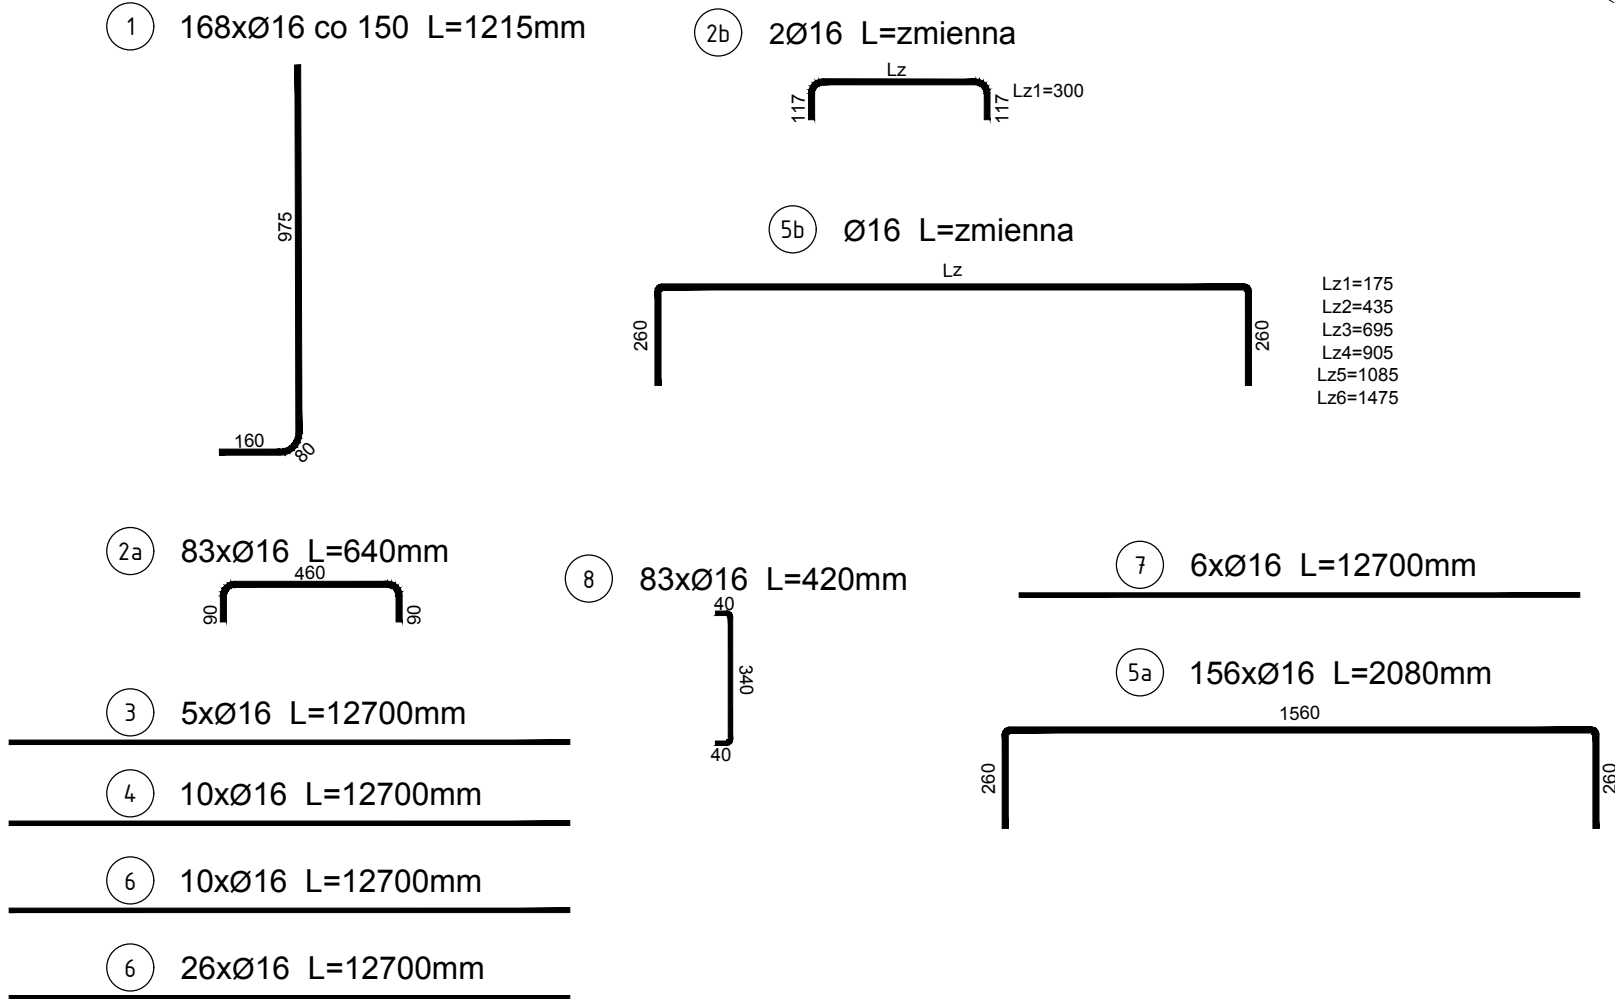 1 168xØ16 co 150 L=1215mm
975
160
80
2b 2Ø16 L=zmienna
Lz
117
117
Lz1=300
5b Ø16 L=zmienna
Lz
260
260
Lz1=175
Lz2=435
Lz3=695
Lz4=905
Lz5=1085
Lz6=1475
2a 83xØ16 L=640mm
460
90
90
8 83xØ16 L=420mm
40
340
40
7 6xØ16 L=12700mm
5a 156xØ16 L=2080mm
1560
260
260
3 5xØ16 L=12700mm
4 10xØ16 L=12700mm
6 10xØ16 L=12700mm
6 26xØ16 L=12700mm